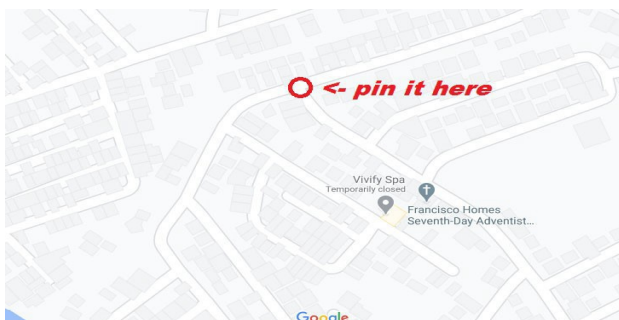 <- pin it here
Vivify Spa
Temporarily closed
Francisco Homes
Seventh-Day Adventist...
Google